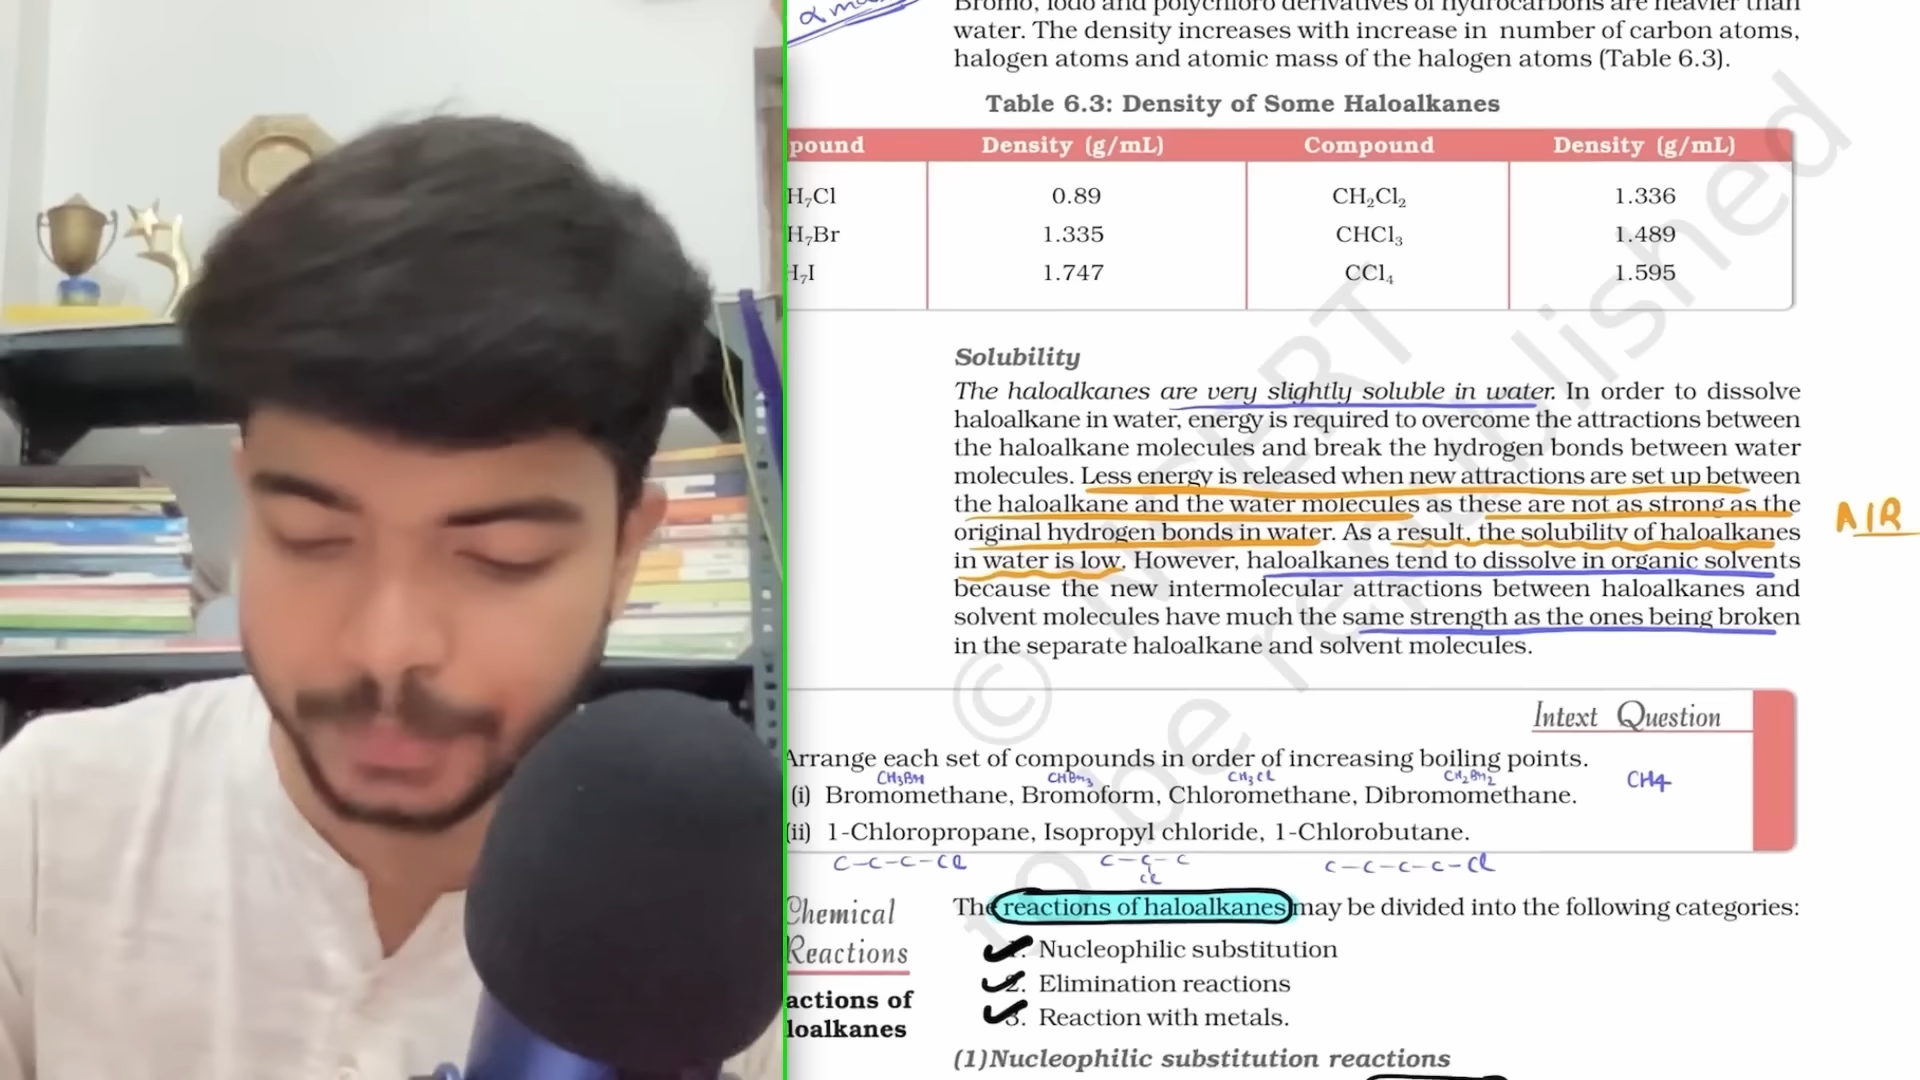 α ma
Bromo, iodo and polychloro derivatives of hydrocarbons are heavier than
water. The density increases with increase in number of carbon atoms,
halogen atoms and atomic mass of the halogen atoms (Table 6.3).
Table 6.3: Density of Some Haloalkanes
pound Density (g/mL) Compound Density (g/mL)
H₇Cl 0.89 CH₂Cl₂ 1.336
H₇Br 1.335 CHCl₃ 1.489
H₇I 1.747 CCl₄ 1.595
Solubility
The haloalkanes are very slightly soluble in water. In order to dissolve
haloalkane in water, energy is required to overcome the attractions between
the haloalkane molecules and break the hydrogen bonds between water
molecules. Less energy is released when new attractions are set up between
the haloalkane and the water molecules as these are not as strong as the
original hydrogen bonds in water. As a result, the solubility of haloalkanes
in water is low. However, haloalkanes tend to dissolve in organic solvents
because the new intermolecular attractions between haloalkanes and
solvent molecules have much the same strength as the ones being broken
in the separate haloalkane and solvent molecules.
AIR
Intext Question
Arrange each set of compounds in order of increasing boiling points.
CH₃Br CHBr₃ CH₃Cl CH₂Br₂ CH4
(i) Bromomethane, Bromoform, Chloromethane, Dibromomethane.
(ii) 1-Chloropropane, Isopropyl chloride, 1-Chlorobutane.
C-C-C-Cl C-C-C C-C-C-C-Cl
Cl
Chemical
Reactions
The reactions of haloalkanes may be divided into the following categories:
1. Nucleophilic substitution
2. Elimination reactions
3. Reaction with metals.
actions of
loalkanes
(1)Nucleophilic substitution reactions
© NCERT
to be republished